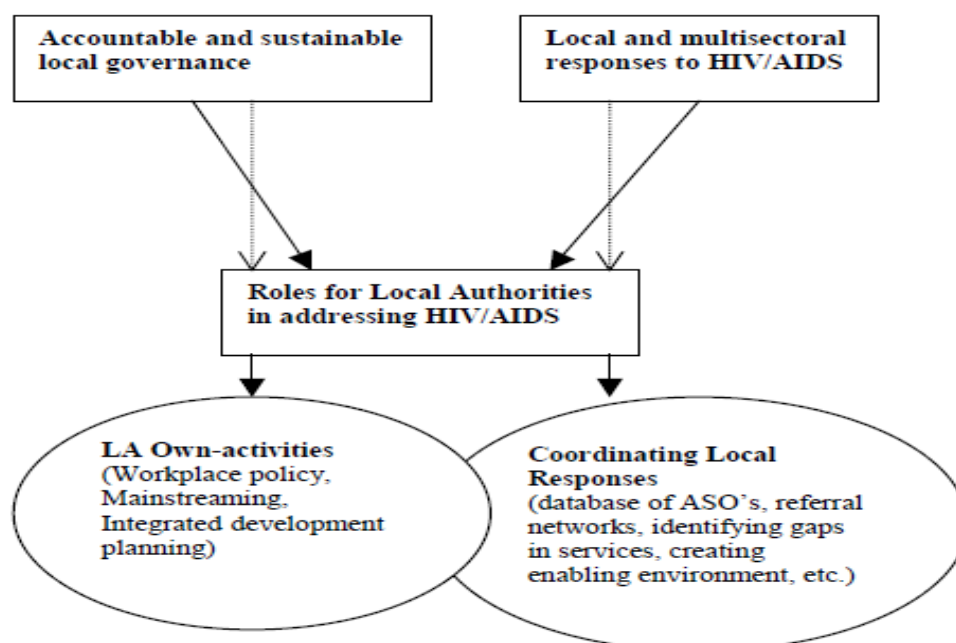 Accountable and sustainable
local governance
Local and multisectoral
responses to HIV/AIDS
Roles for Local Authorities
in addressing HIV/AIDS
LA Own-activities
(Workplace policy,
Mainstreaming,
Integrated development
planning)
Coordinating Local
Responses
(database of ASO's, referral
networks, identifying gaps
in services, creating
enabling environment, etc.)